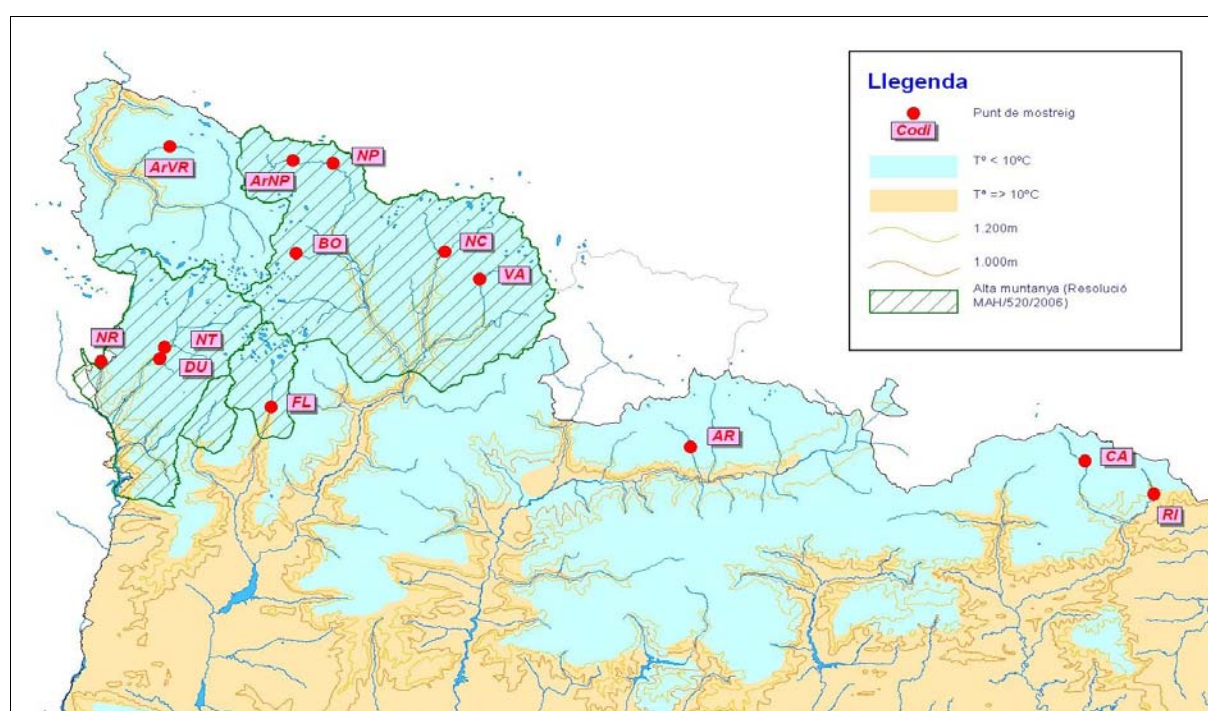 Llegenda
Codi
Punt de mostreig
Tº < 10ºC
Tª => 10ºC
1.200m
1.000m
Alta muntanya (Resolució
MAH/520/2006)
ArVR
ArNP
NP
BO
NC
VA
NR
NT
DU
FL
AR
CA
RI